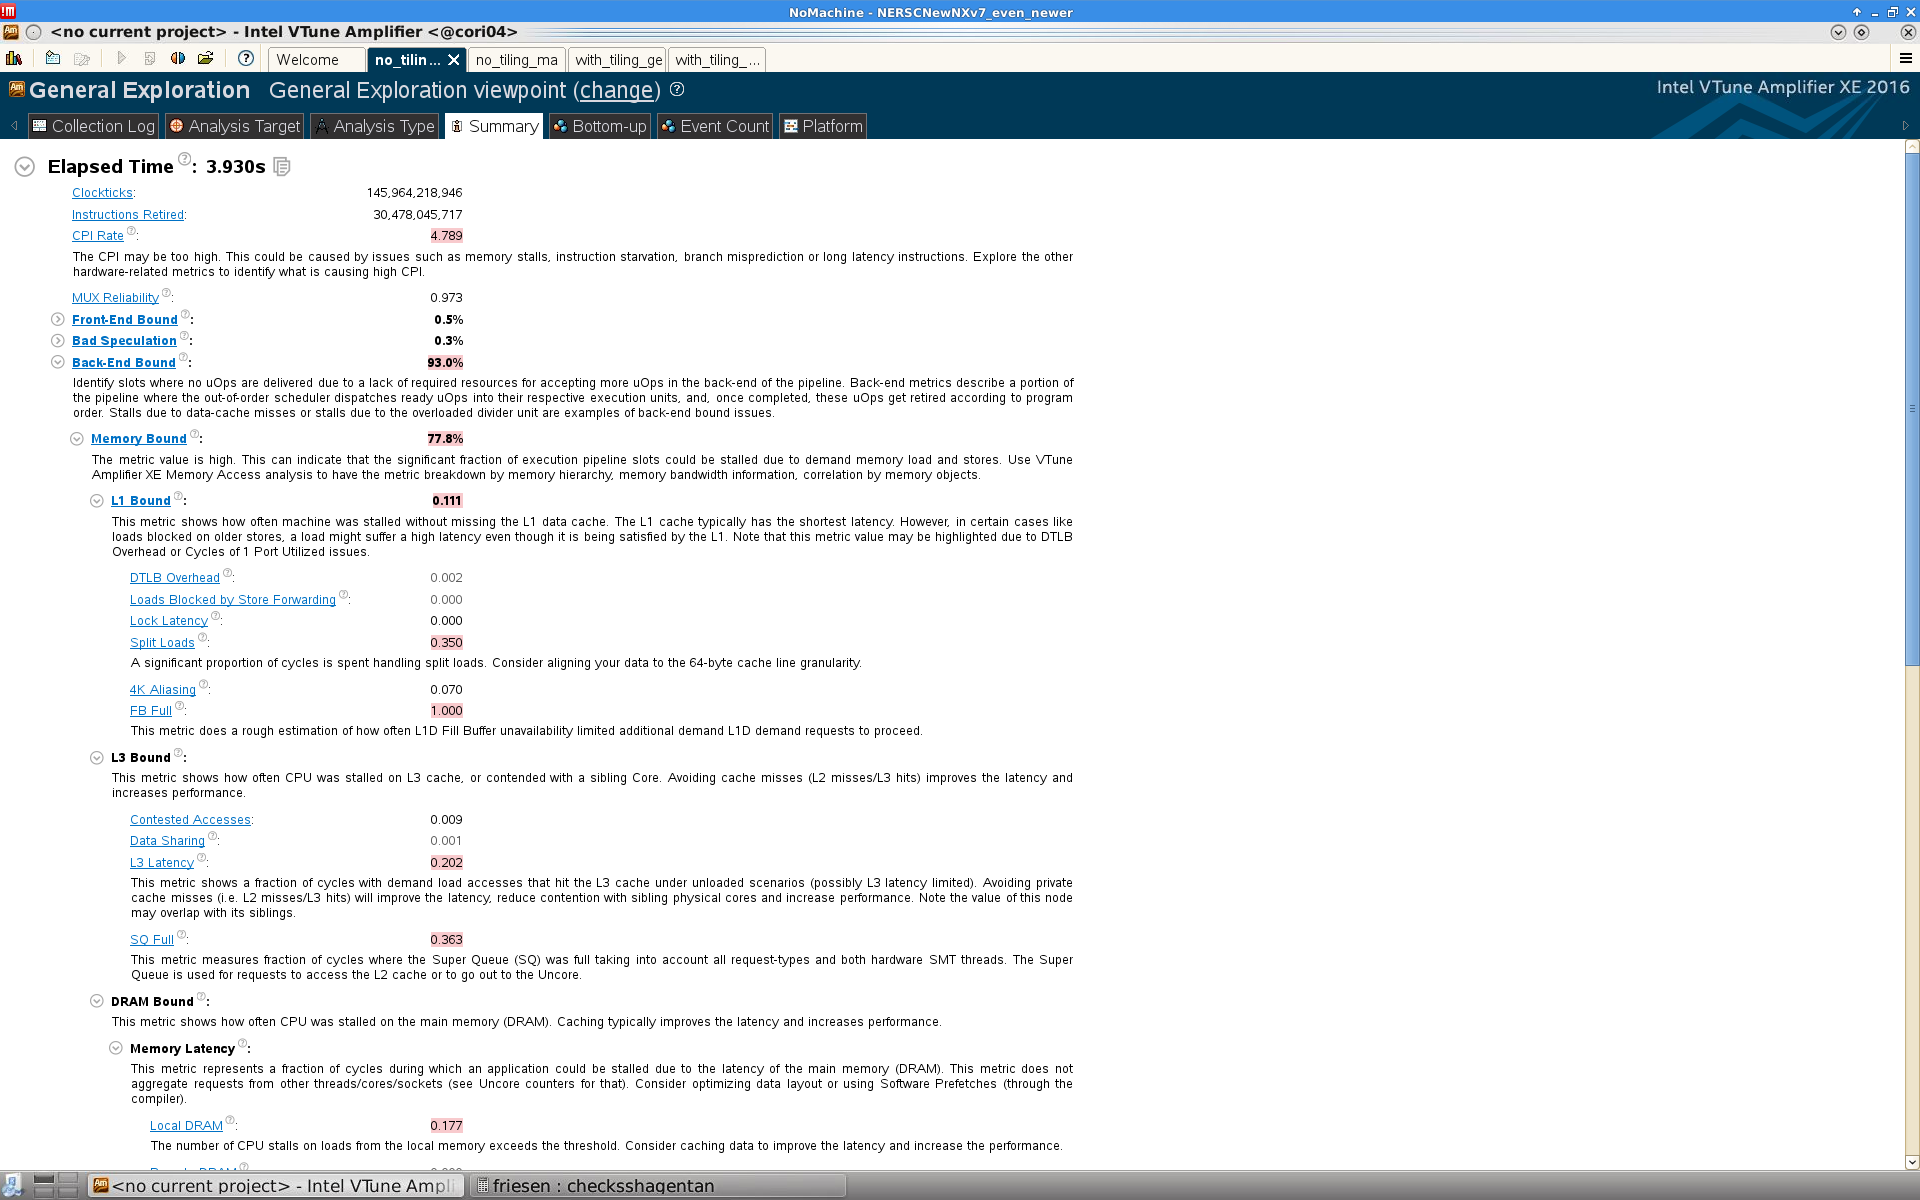 NoMachine - NERSCNewNXv7_even_newer
<no current project> - Intel VTune Amplifier <@cori04>
Welcome
no_tilin...
no_tiling_ma
with_tiling_ge
with_tiling_...
General Exploration General Exploration viewpoint (change)
Intel VTune Amplifier XE 2016
Collection Log
Analysis Target
Analysis Type
Summary
Bottom-up
Event Count
Platform
Elapsed Time : 3.930s
Clockticks: 145,964,218,946
Instructions Retired: 30,478,045,717
CPI Rate : 4.789
The CPI may be too high. This could be caused by issues such as memory stalls, instruction starvation, branch misprediction or long latency instructions. Explore the other
hardware-related metrics to identify what is causing high CPI.
MUX Reliability : 0.973
Front-End Bound : 0.5%
Bad Speculation : 0.3%
Back-End Bound : 93.0%
Identify slots where no uOps are delivered due to a lack of required resources for accepting more uOps in the back-end of the pipeline. Back-end metrics describe a portion of
the pipeline where the out-of-order scheduler dispatches ready uOps into their respective execution units, and, once completed, these uOps get retired according to program
order. Stalls due to data-cache misses or stalls due to the overloaded divider unit are examples of back-end bound issues.
Memory Bound : 77.8%
The metric value is high. This can indicate that the significant fraction of execution pipeline slots could be stalled due to demand memory load and stores. Use VTune
Amplifier XE Memory Access analysis to have the metric breakdown by memory hierarchy, memory bandwidth information, correlation by memory objects.
L1 Bound : 0.111
This metric shows how often machine was stalled without missing the L1 data cache. The L1 cache typically has the shortest latency. However, in certain cases like
loads blocked on older stores, a load might suffer a high latency even though it is being satisfied by the L1. Note that this metric value may be highlighted due to DTLB
Overhead or Cycles of 1 Port Utilized issues.
DTLB Overhead : 0.002
Loads Blocked by Store Forwarding : 0.000
Lock Latency : 0.000
Split Loads : 0.350
A significant proportion of cycles is spent handling split loads. Consider aligning your data to the 64-byte cache line granularity.
4K Aliasing : 0.070
FB Full : 1.000
This metric does a rough estimation of how often L1D Fill Buffer unavailability limited additional demand L1D demand requests to proceed.
L3 Bound :
This metric shows how often CPU was stalled on L3 cache, or contended with a sibling Core. Avoiding cache misses (L2 misses/L3 hits) improves the latency and
increases performance.
Contested Accesses: 0.009
Data Sharing : 0.001
L3 Latency : 0.202
This metric shows a fraction of cycles with demand load accesses that hit the L3 cache under unloaded scenarios (possibly L3 latency limited). Avoiding private
cache misses (i.e. L2 misses/L3 hits) will improve the latency, reduce contention with sibling physical cores and increase performance. Note the value of this node
may overlap with its siblings.
SQ Full : 0.363
This metric measures fraction of cycles where the Super Queue (SQ) was full taking into account all request-types and both hardware SMT threads. The Super
Queue is used for requests to access the L2 cache or to go out to the Uncore.
DRAM Bound :
This metric shows how often CPU was stalled on the main memory (DRAM). Caching typically improves the latency and increases performance.
Memory Latency :
This metric represents a fraction of cycles during which an application could be stalled due to the latency of the main memory (DRAM). This metric does not
aggregate requests from other threads/cores/sockets (see Uncore counters for that). Consider optimizing data layout or using Software Prefetches (through the
compiler).
Local DRAM : 0.177
The number of CPU stalls on loads from the local memory exceeds the threshold. Consider caching data to improve the latency and increase the performance.
<no current project> - Intel VTune Ampli
friesen : checksshagentan